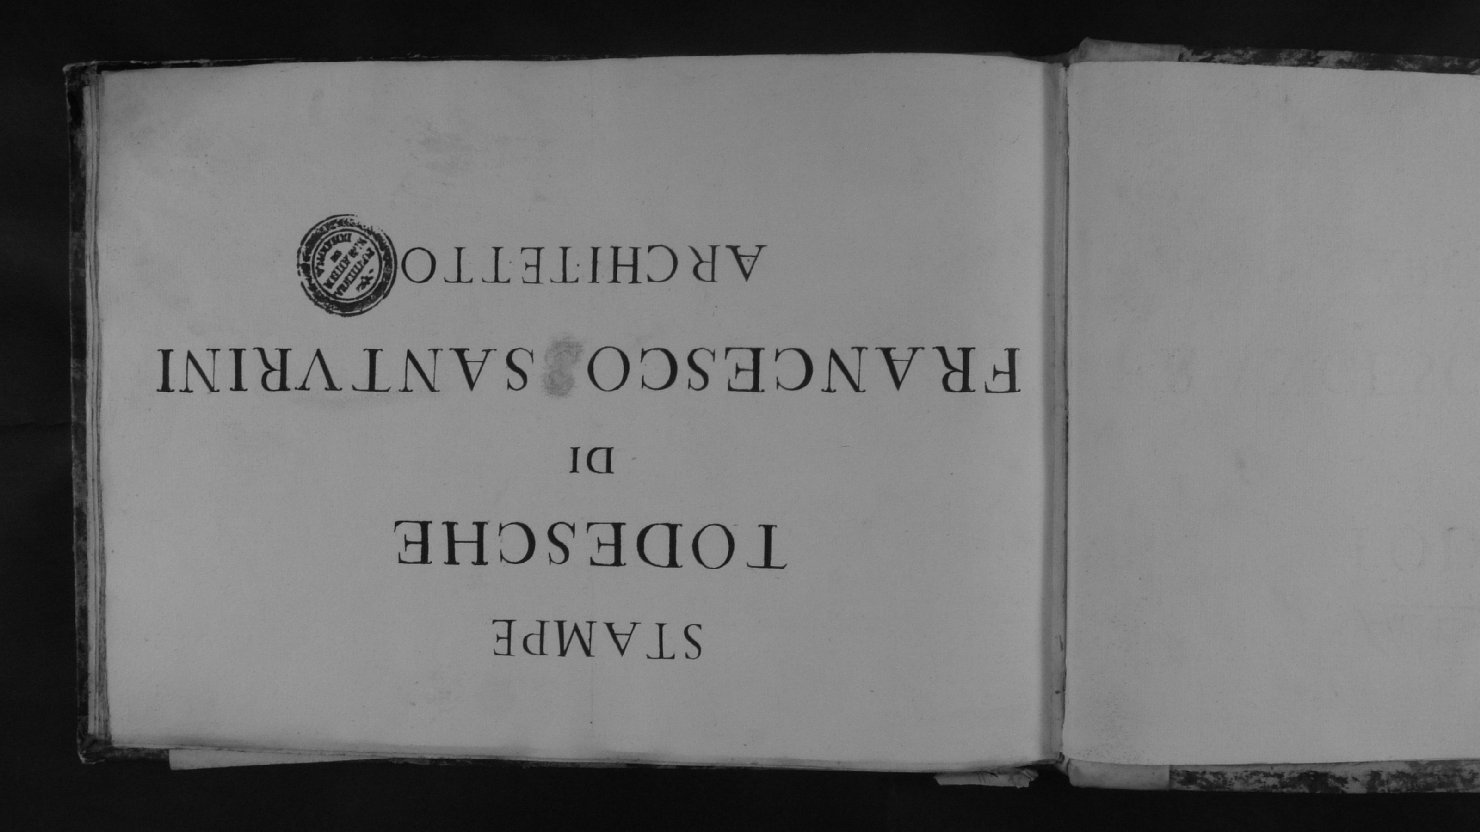 STAMPE
TODESCHE
DI
FRANCESCO SANTVRINI
ARCHITETTO